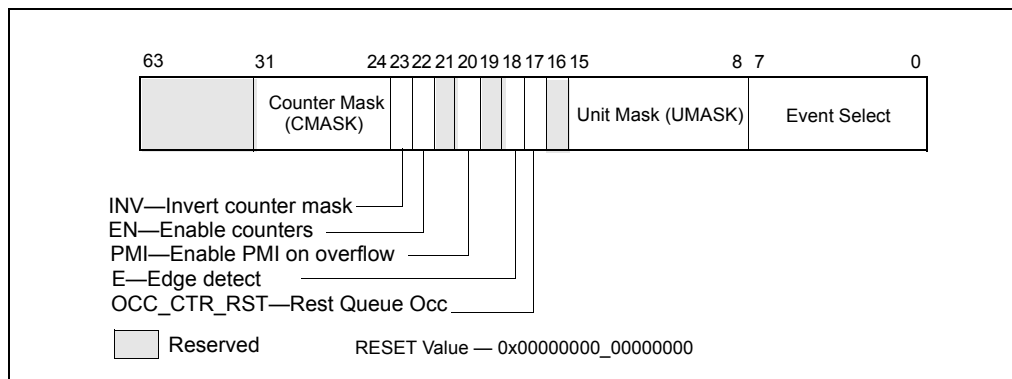 63 31 24 23 22 21 20 19 18 17 16 15 8 7 0
Counter Mask
(CMASK)
Unit Mask (UMASK)
Event Select
INV—Invert counter mask
EN—Enable counters
PMI—Enable PMI on overflow
E—Edge detect
OCC_CTR_RST—Rest Queue Occ
Reserved
RESET Value — 0x00000000_00000000